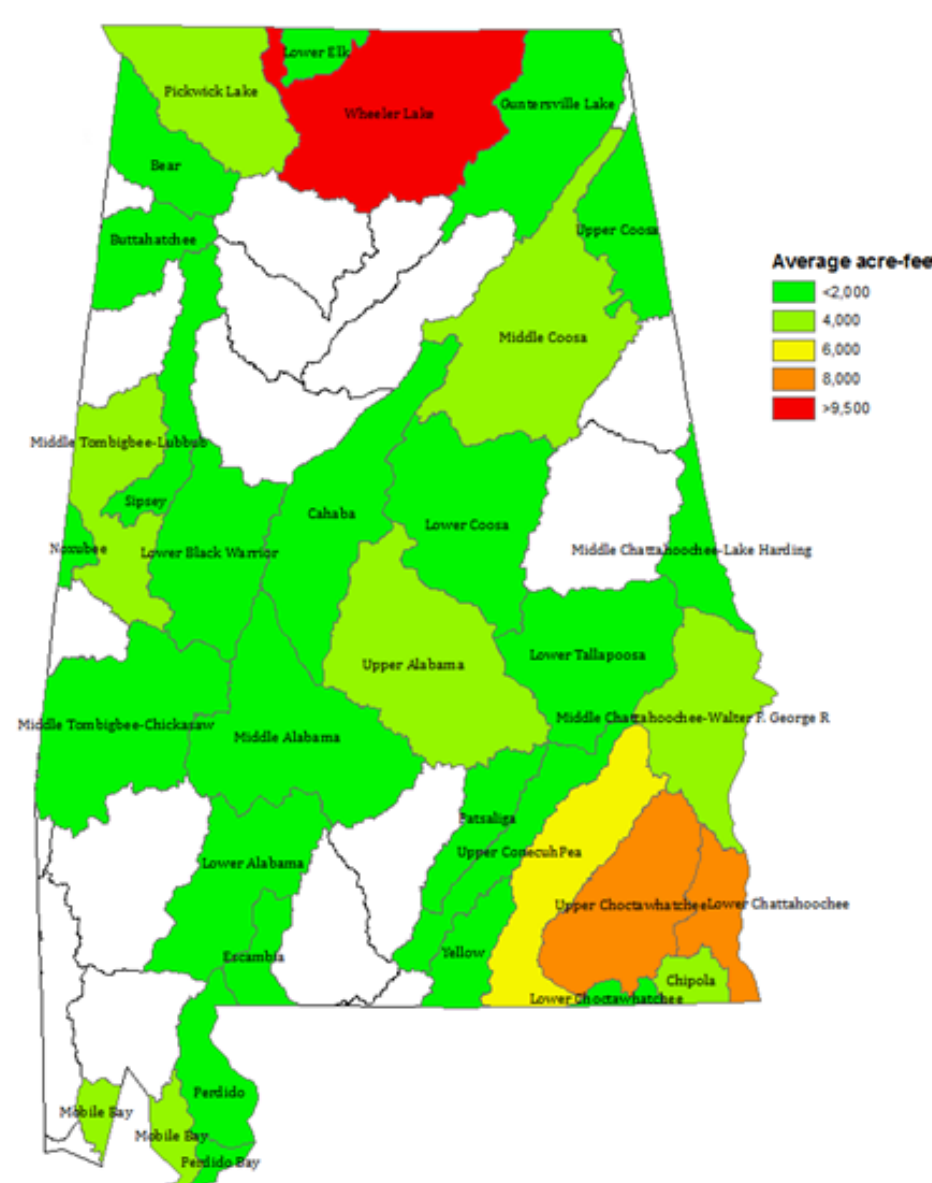 Lower Elk
Pickwick Lake
Wheeler Lake
Guntersville Lake
Bear
Buttahatchee
Upper Coosa
Average acre-fee
<2,000
4,000
6,000
8,000
>9,500
Middle Coosa
Middle Tombigbee-Lubbub
Sipsey
Cahaba
Lower Coosa
Noxubee
Lower Black Warrior
Middle Chattahoochee-Lake Harding
Lower Tallapoosa
Upper Alabama
Middle Chattahoochee-Walter F. George R
Middle Tombigbee-Chickasaw
Middle Alabama
Patsaliga
Upper Conecuh
Pea
Lower Alabama
Upper Choctawhatchee
Lower Chattahoochee
Escambia
Yellow
Chipola
Lower Choctawhatchee
Perdido
Mobile Bay
Mobile Bay
Perdido Bay